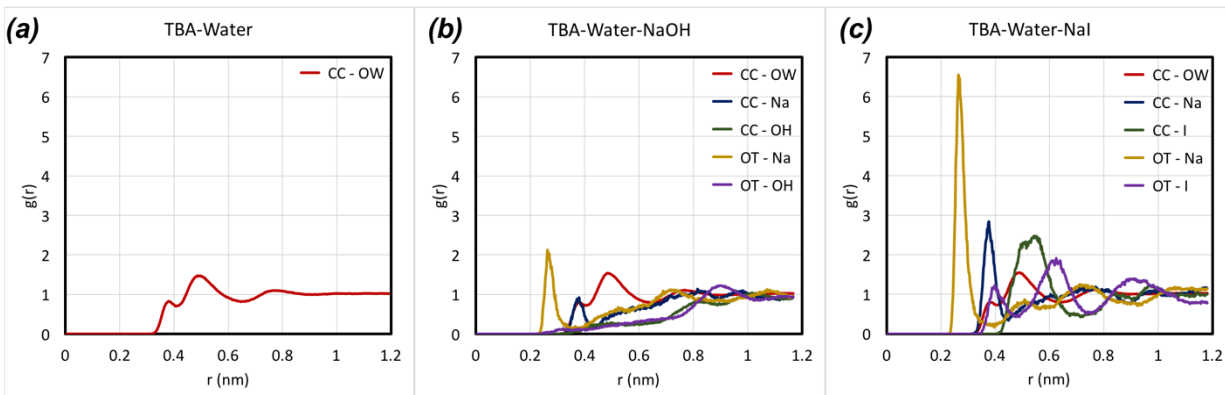 (a)
TBA-Water
CC - OW
7
6
5
4
3
2
1
0
g(r)
0 0.2 0.4 0.6 0.8 1 1.2
r (nm)
(b)
TBA-Water-NaOH
CC - OW
CC - Na
CC - OH
OT - Na
OT - OH
7
6
5
4
3
2
1
0
g(r)
0 0.2 0.4 0.6 0.8 1 1.2
r (nm)
(c)
TBA-Water-NaI
CC - OW
CC - Na
CC - I
OT - Na
OT - I
7
6
5
4
3
2
1
0
g(r)
0 0.2 0.4 0.6 0.8 1 1.2
r (nm)